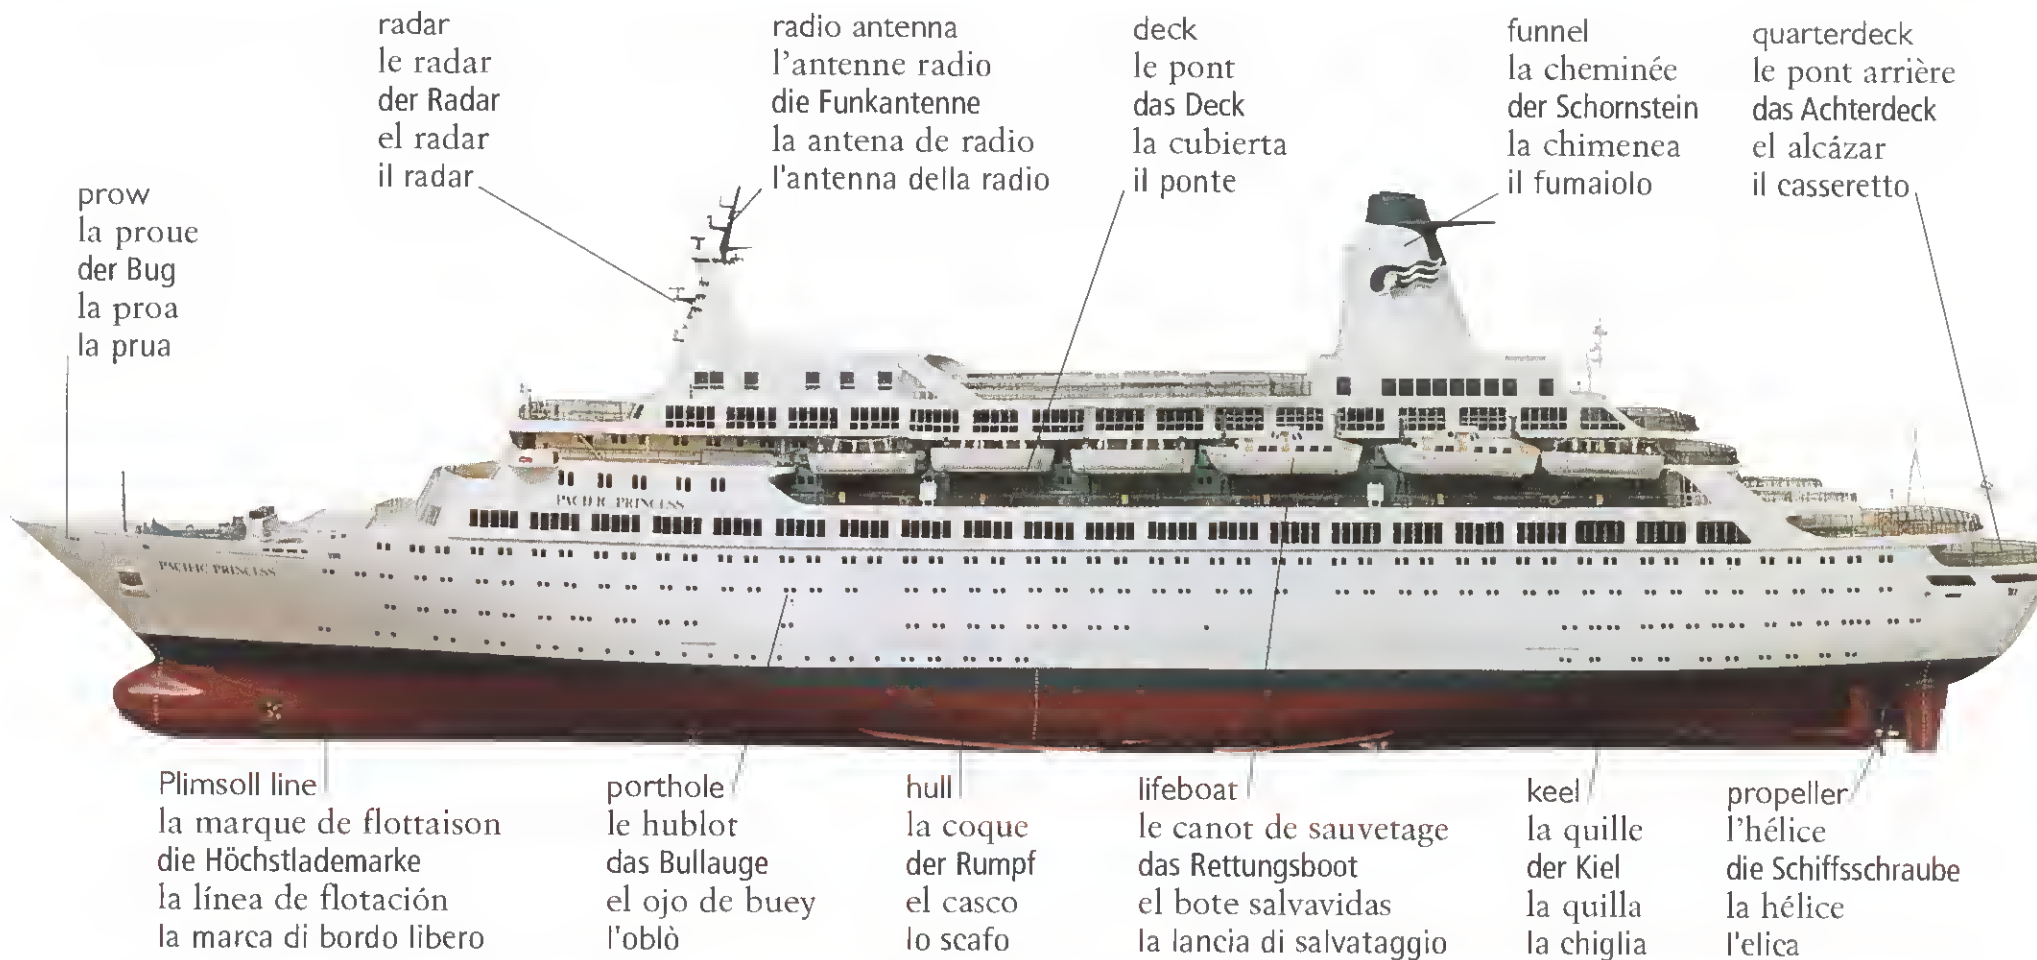 radar
le radar
der Radar
el radar
il radar
radio antenna
l'antenne radio
die Funkantenne
la antena de radio
l'antenna della radio
deck
le pont
das Deck
la cubierta
il ponte
funnel
la cheminée
der Schornstein
la chimenea
il fumaiolo
quarterdeck
le pont arrière
das Achterdeck
el alcázar
il casseretto
prow
la proue
der Bug
la proa
la prua
PACIFIC PRINCESS
PACIFIC PRINCESS
Plimsoll line
la marque de flottaison
die Höchstlademarke
la línea de flotación
la marca di bordo libero
porthole
le hublot
das Bullauge
el ojo de buey
l'oblò
hull
la coque
der Rumpf
el casco
lo scafo
lifeboat
le canot de sauvetage
das Rettungsboot
el bote salvavidas
la lancia di salvataggio
keel
la quille
der Kiel
la quilla
la chiglia
propeller
l'hélice
die Schiffsschraube
la hélice
l'elica